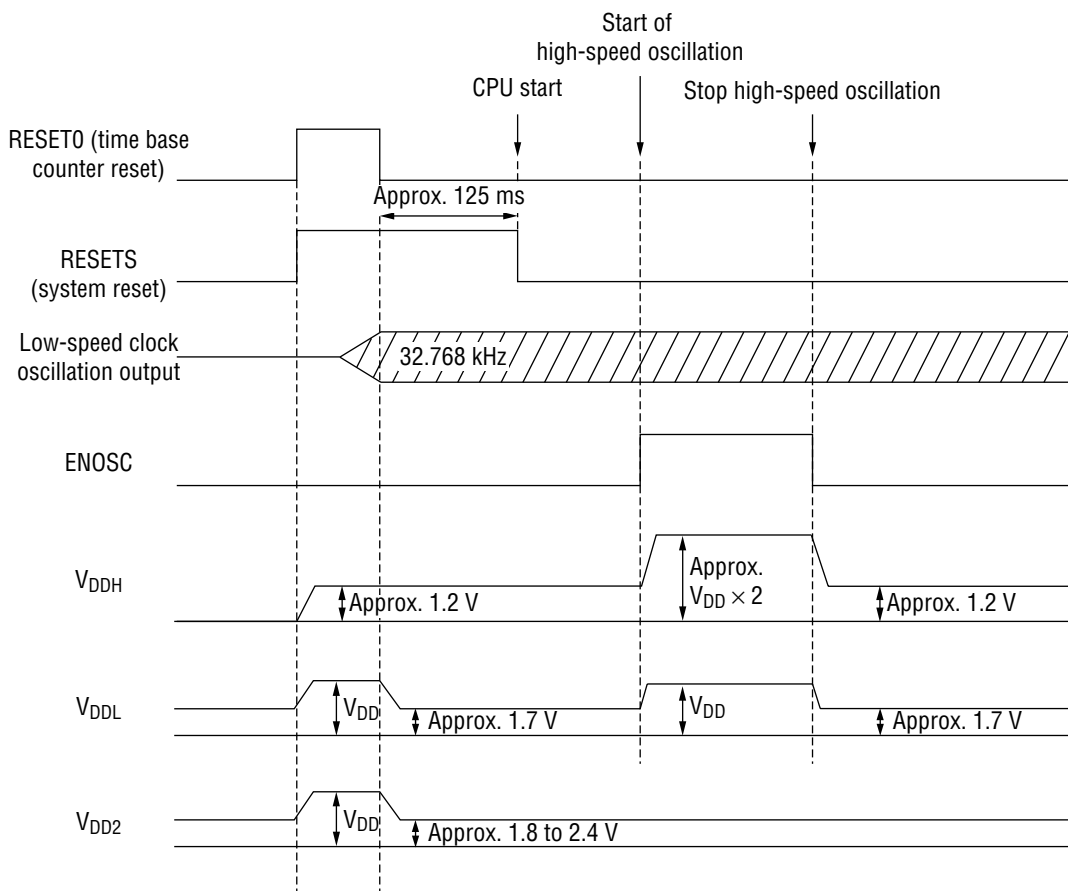 Start of
high-speed oscillation
CPU start
Stop high-speed oscillation
RESET0 (time base
counter reset)
Approx. 125 ms
RESETS
(system reset)
Low-speed clock
oscillation output
32.768 kHz
ENOSC
VDDH
Approx. 1.2 V
Approx.
VDD × 2
Approx. 1.2 V
VDDL
VDD
Approx. 1.7 V
VDD
Approx. 1.7 V
VDD2
VDD
Approx. 1.8 to 2.4 V